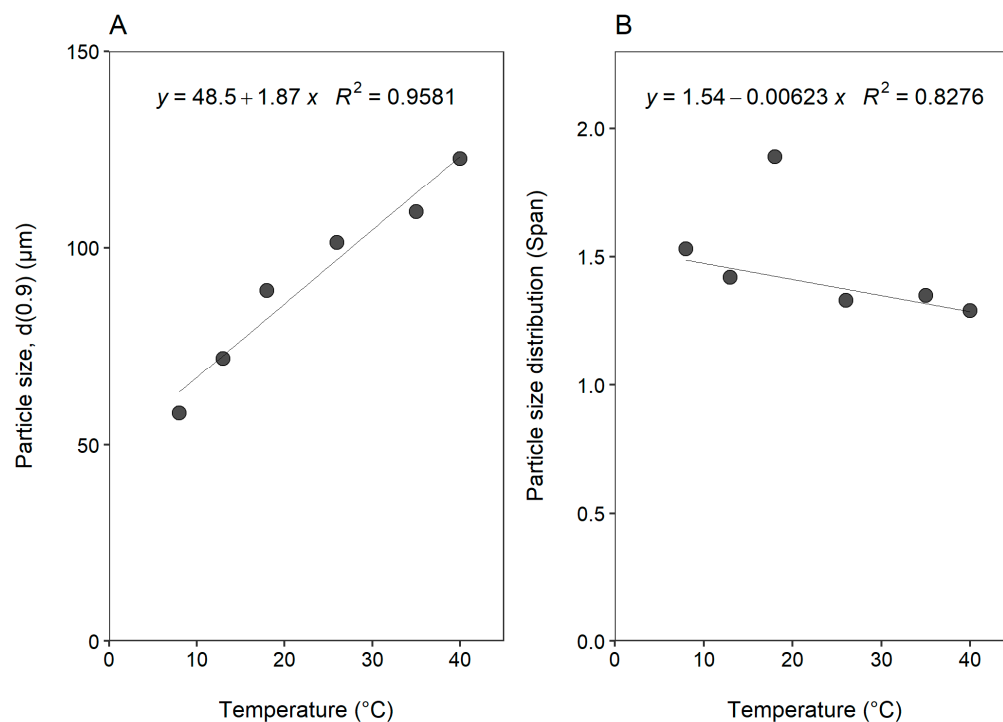 A
y = 48.5 + 1.87 x R² = 0.9581
Particle size, d(0.9) (µm)
150
100
50
0
0 10 20 30 40
Temperature (°C)
B
y = 1.54 − 0.00623 x R² = 0.8276
Particle size distribution (Span)
2.0
1.5
1.0
0.5
0.0
0 10 20 30 40
Temperature (°C)